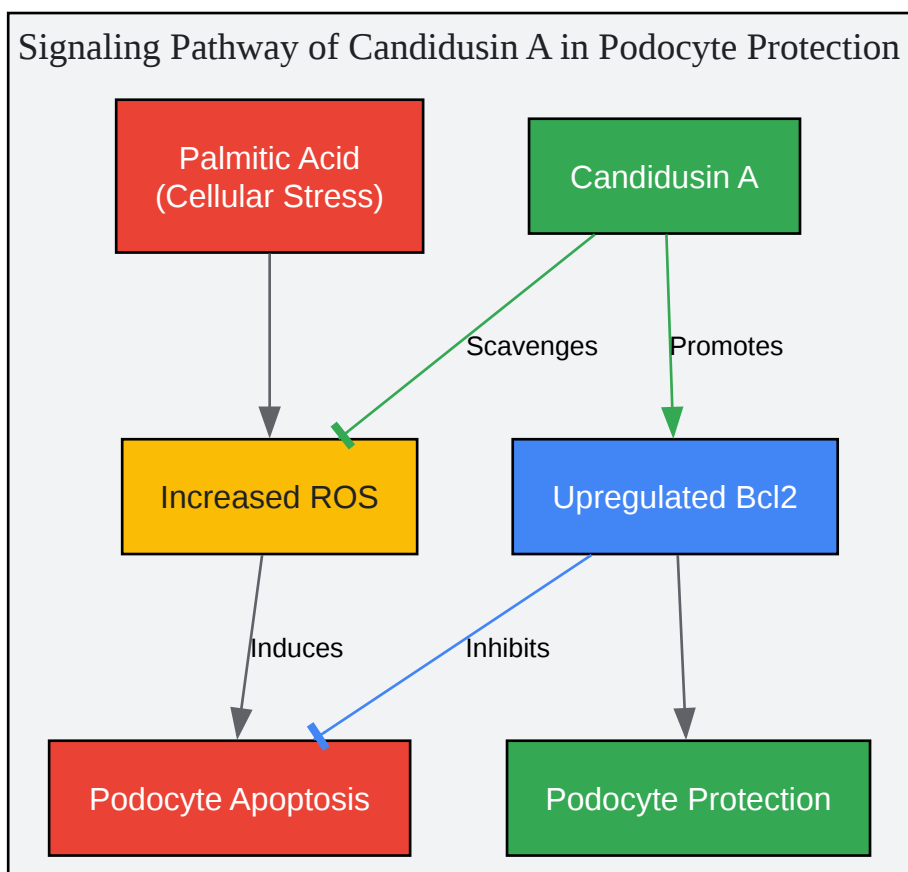 Signaling Pathway of Candidusin A in Podocyte Protection
Palmitic Acid
(Cellular Stress)
Candidusin A
Scavenges
Promotes
Increased ROS
Upregulated Bcl2
Induces
Inhibits
Podocyte Apoptosis
Podocyte Protection